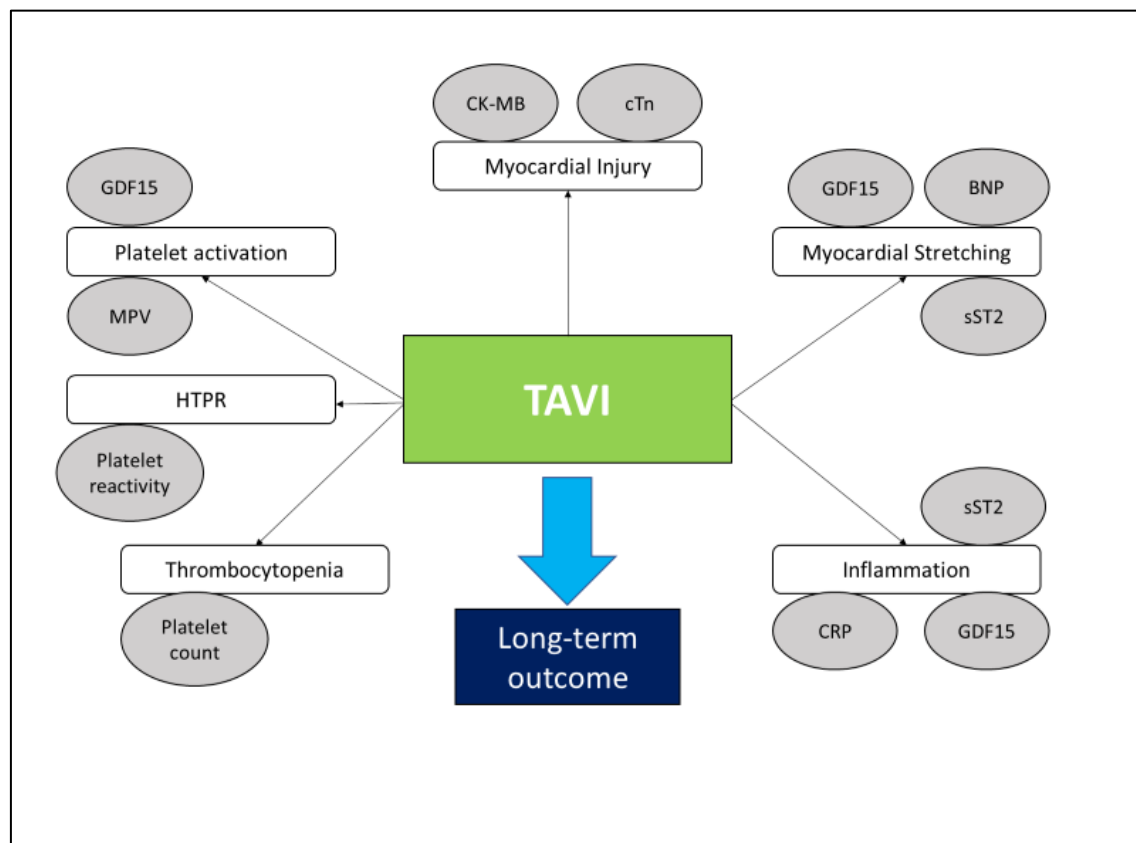 CK-MB
cTn
Myocardial Injury
GDF15
Platelet activation
MPV
HTPR
Platelet
reactivity
Thrombocytopenia
Platelet
count
GDF15
BNP
Myocardial Stretching
sST2
TAVI
sST2
Inflammation
CRP
GDF15
Long-term
outcome